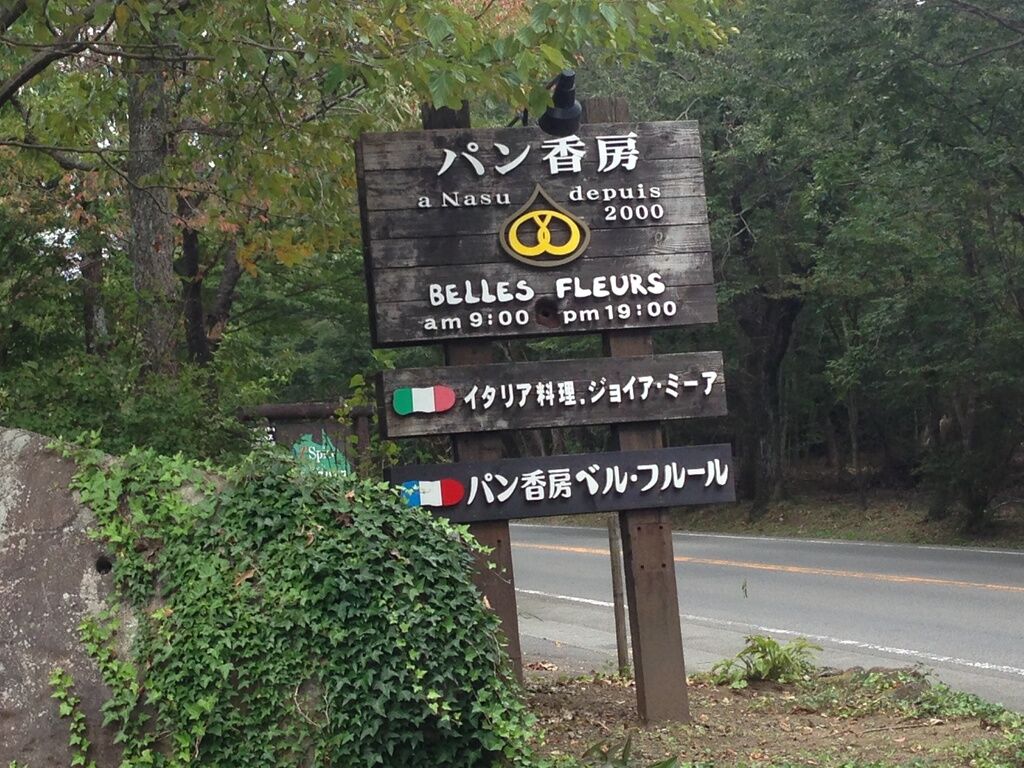 パン香房
a Nasu depuis
2000
BELLES FLEURS
am 9:00 pm 19:00
イタリア料理.ジョイア・ミーア
パン香房ベル・フルール